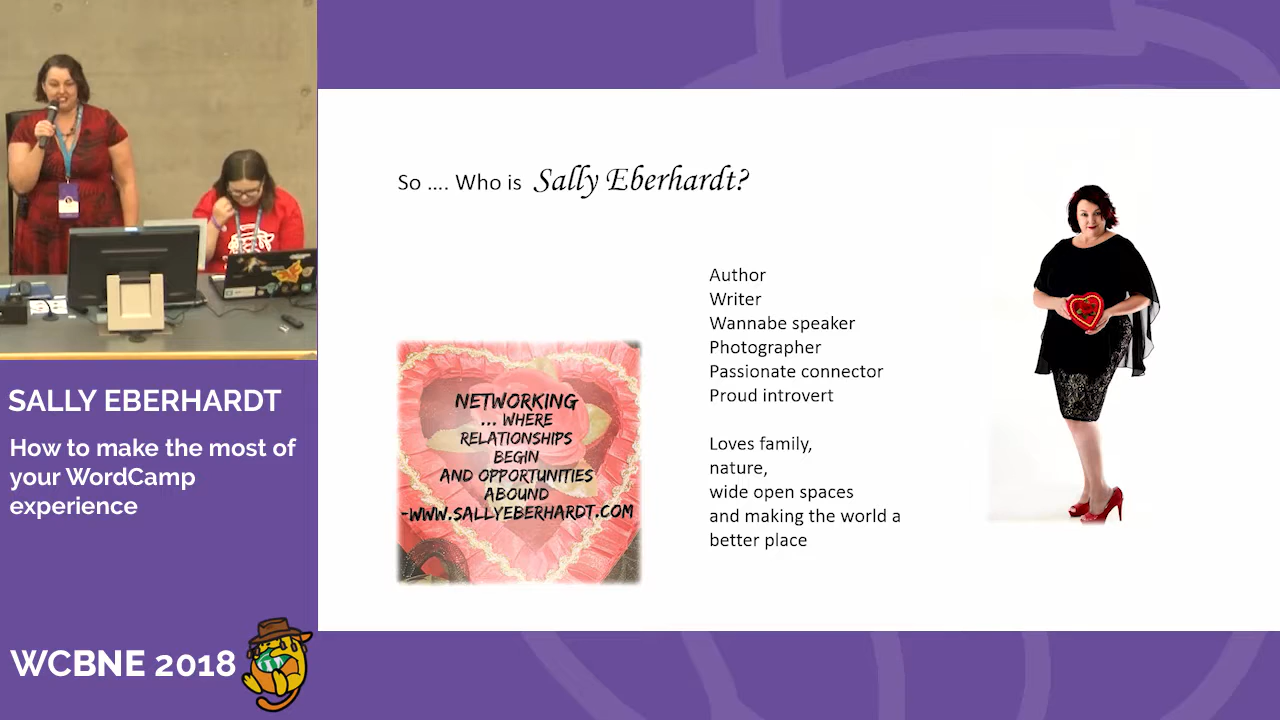 SALLY EBERHARDT
How to make the most of
your WordCamp
experience
WCBNE 2018
So .... Who is Sally Eberhardt?
NETWORKING
... WHERE
RELATIONSHIPS
BEGIN
AND OPPORTUNITIES
ABOUND
-WWW.SALLYEBERHARDT.COM
Author
Writer
Wannabe speaker
Photographer
Passionate connector
Proud introvert
Loves family,
nature,
wide open spaces
and making the world a
better place